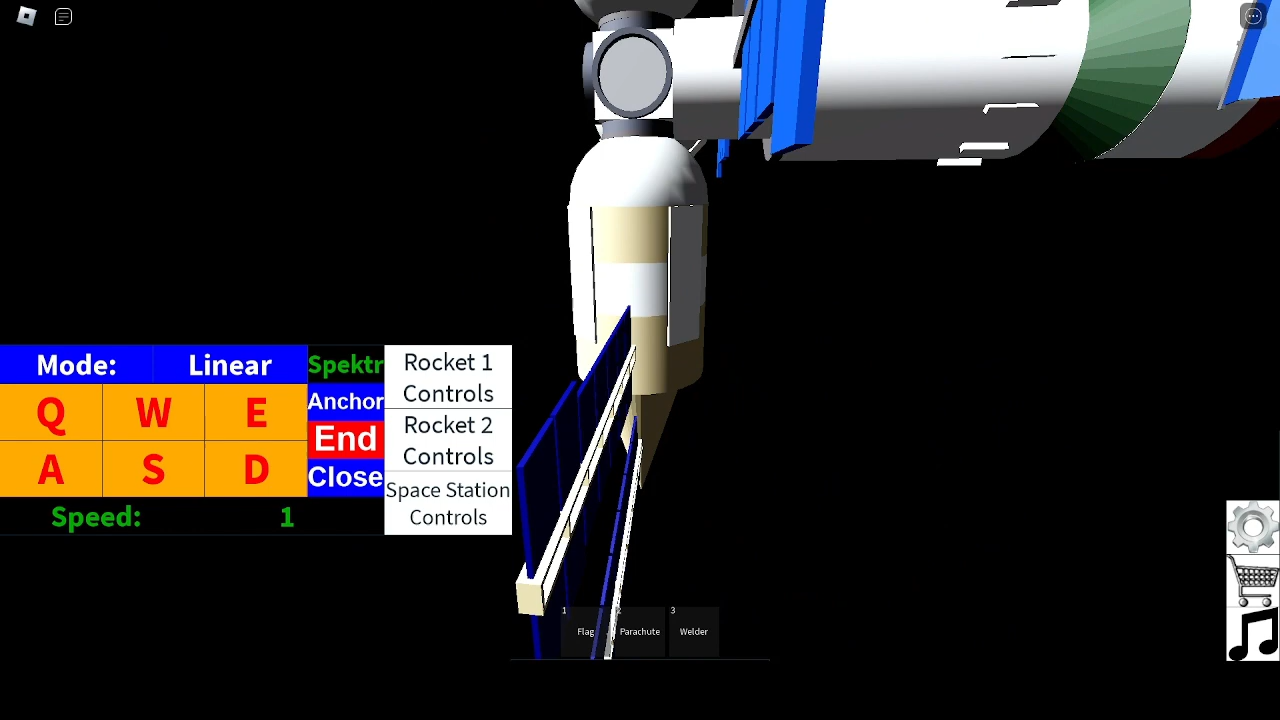 Mode: Linear
Spektr
Q W E
A S D
Speed: 1
Anchor
End
Close
Rocket 1
Controls
Rocket 2
Controls
Space Station
Controls
1 2 3
Flag Parachute Welder